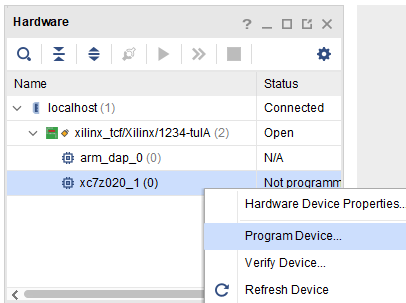 Hardware
Name Status
localhost (1) Connected
xilinx_tcf/Xilinx/1234-tulA (2) Open
arm_dap_0 (0) N/A
xc7z020_1 (0) Not programm
Hardware Device Properties...
Program Device...
Verify Device...
Refresh Device